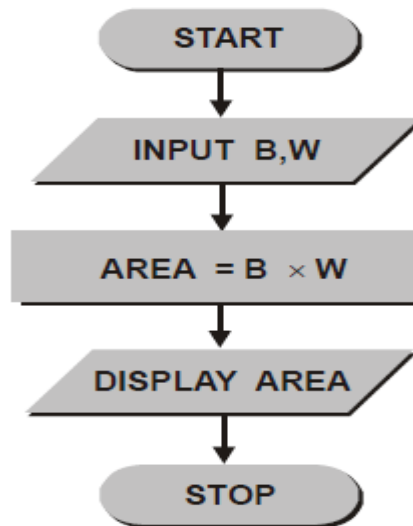 START
INPUT B,W
AREA = B × W
DISPLAY AREA
STOP